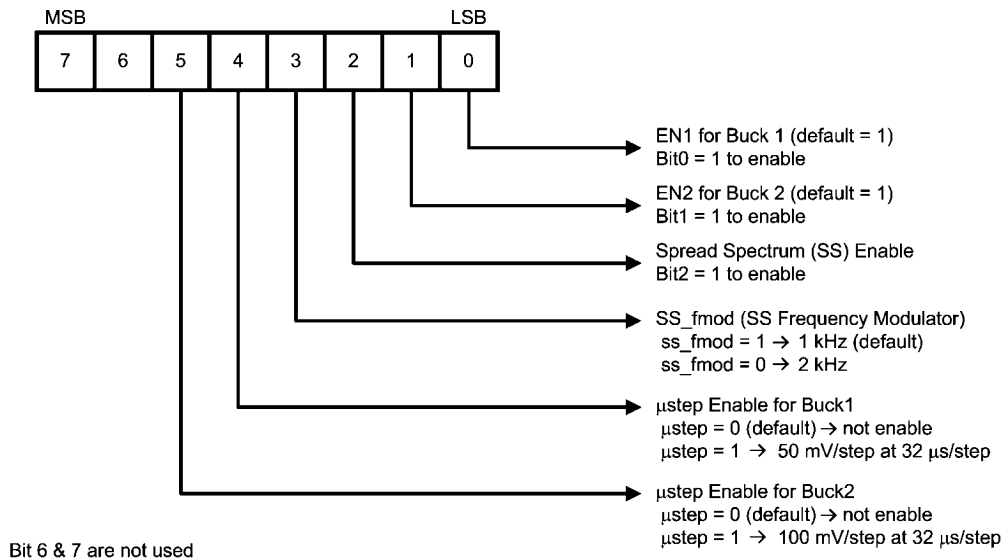 MSB LSB
7 6 5 4 3 2 1 0
EN1 for Buck 1 (default = 1)
Bit0 = 1 to enable
EN2 for Buck 2 (default = 1)
Bit1 = 1 to enable
Spread Spectrum (SS) Enable
Bit2 = 1 to enable
SS_fmod (SS Frequency Modulator)
ss_fmod = 1 → 1 kHz (default)
ss_fmod = 0 → 2 kHz
μstep Enable for Buck1
μstep = 0 (default) → not enable
μstep = 1 → 50 mV/step at 32 μs/step
μstep Enable for Buck2
μstep = 0 (default) → not enable
μstep = 1 → 100 mV/step at 32 μs/step
Bit 6 & 7 are not used